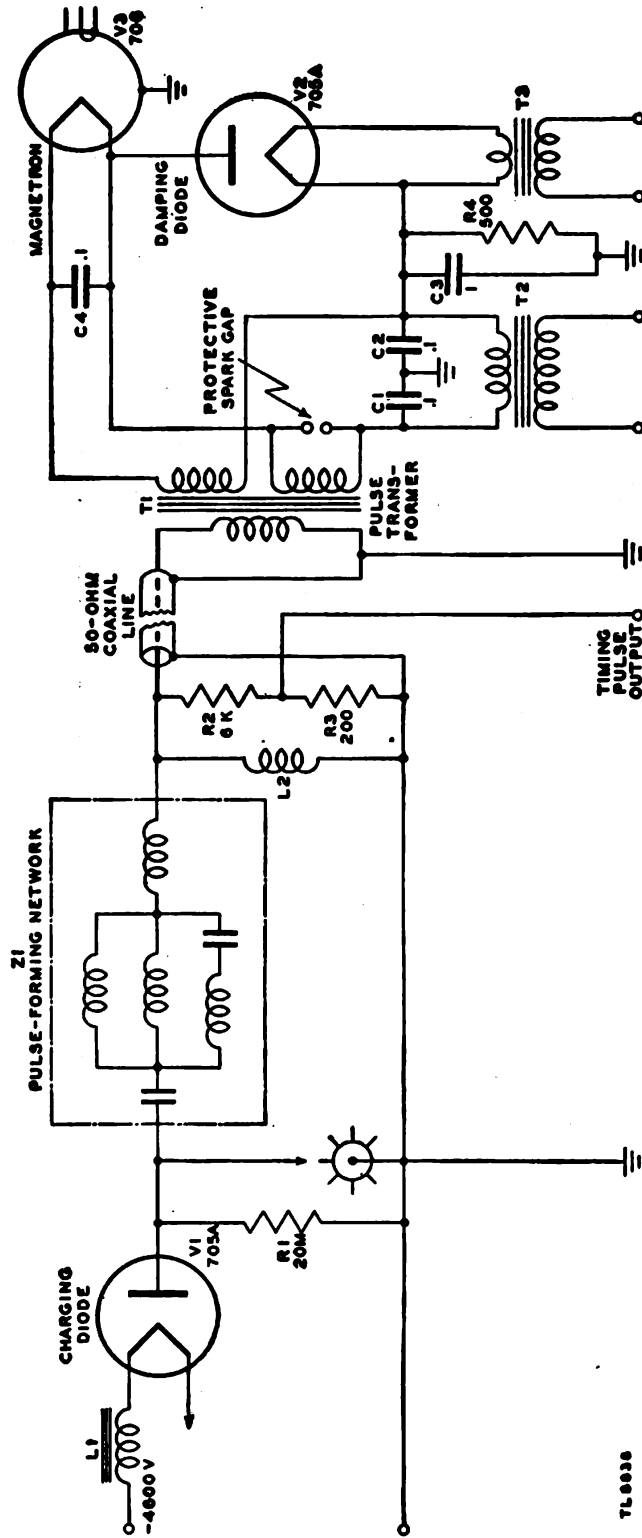 L1
-4600V
CHARGING
DIODE
V1
705A
R1
20M
Z1
PULSE-FORMING NETWORK
L2
R2
6K
R3
200
TIMING
PULSE
OUTPUT
50-OHM
COAXIAL
LINE
T1
PULSE
TRANS-
FORMER
PROTECTIVE
SPARK GAP
C4
.1
C1
.1
C2
.1
C3
1
R4
500
T2
T3
MAGNETRON
V3
706
DAMPING
DIODE
V2
705A